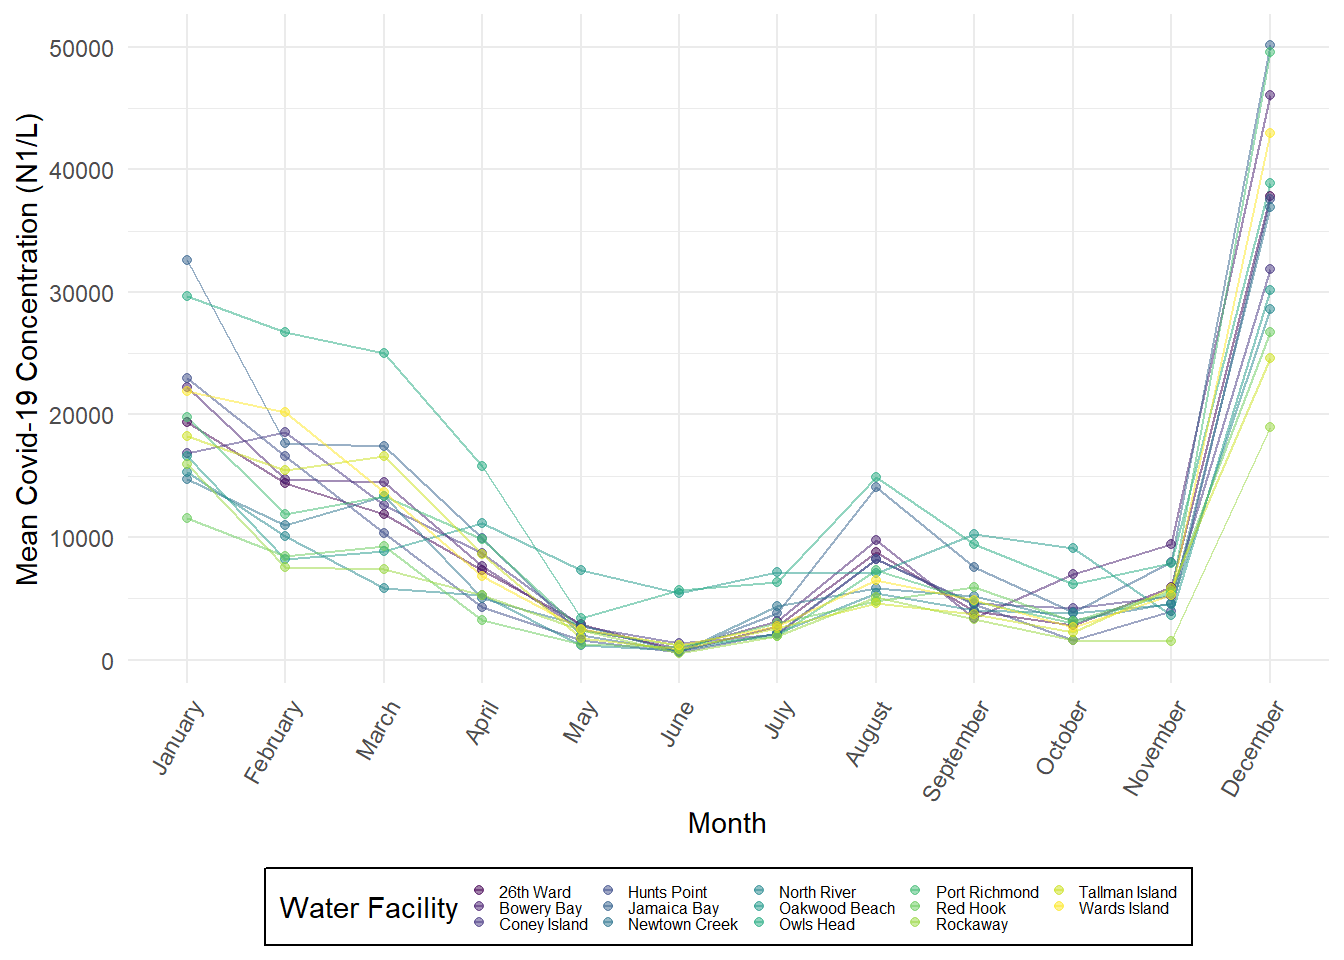 50000
40000
30000
20000
10000
0
Mean Covid-19 Concentration (N1/L)
January
February
March
April
May
June
July
August
September
October
November
December
Month
Water Facility
26th Ward
Bowery Bay
Coney Island
Hunts Point
Jamaica Bay
Newtown Creek
North River
Oakwood Beach
Owls Head
Port Richmond
Red Hook
Rockaway
Tallman Island
Wards Island